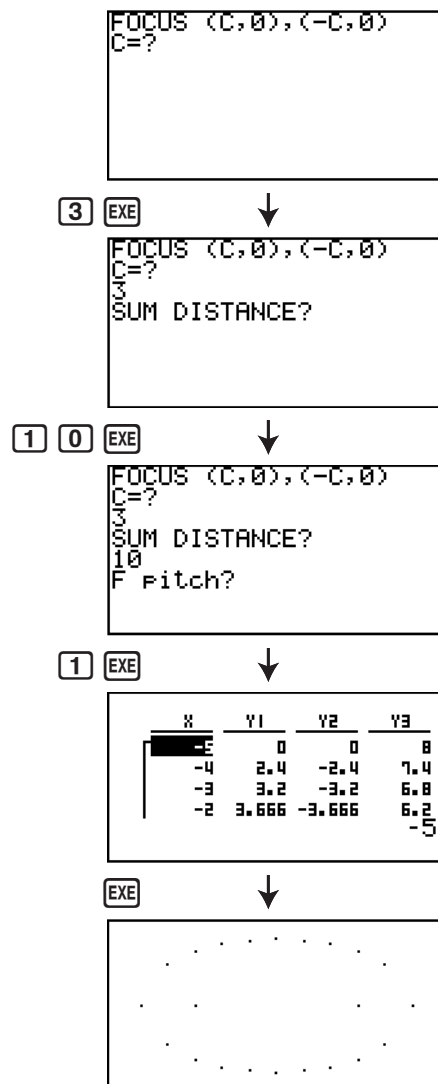 FOCUS (C,0),(-C,0)
C=?
3 EXE
FOCUS (C,0),(-C,0)
C=?
3
SUM DISTANCE?
1 0 EXE
FOCUS (C,0),(-C,0)
C=?
3
SUM DISTANCE?
10
F pitch?
1 EXE
X Y1 Y2 Y3
-5 0 0 8
-4 2.4 -2.4 7.4
-3 3.2 -3.2 6.8
-2 3.666 -3.666 6.2
-5
EXE